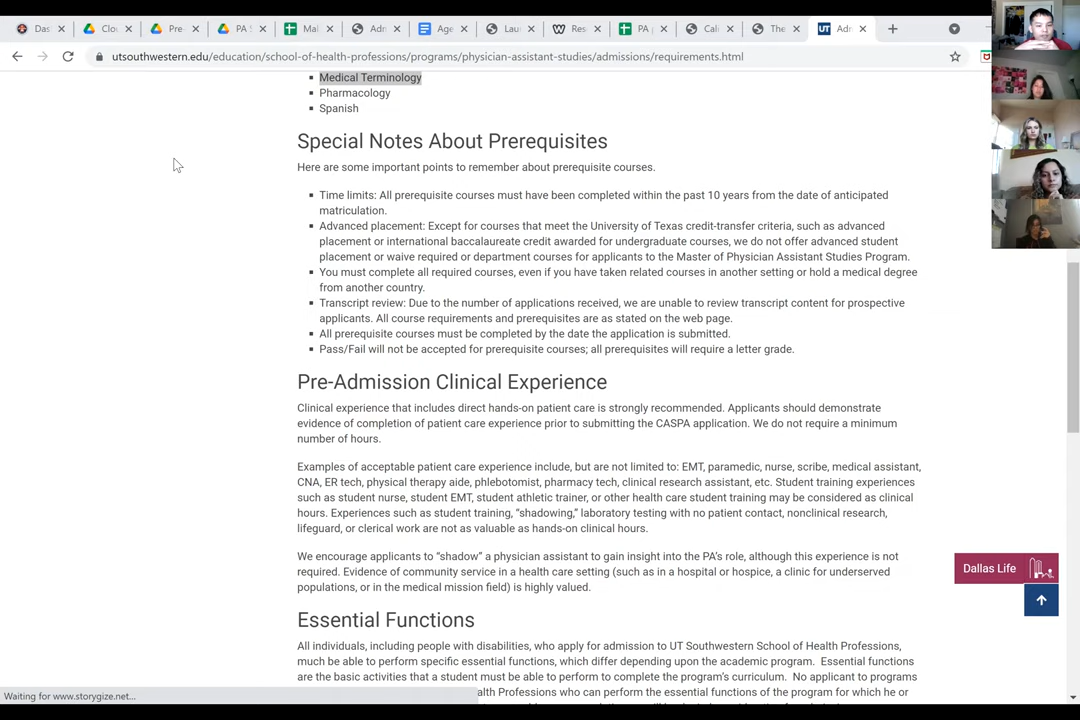 Das
Clo
Pre-
PA
Mal
Adm
Age
Lau
Res
PA
Cali
The
UT
Adm
utsouthwestern.edu/education/school-of-health-professions/programs/physician-assistant-studies/admissions/requirements.html
Medical Terminology
Pharmacology
Spanish
Special Notes About Prerequisites
Here are some important points to remember about prerequisite courses.
Time limits: All prerequisite courses must have been completed within the past 10 years from the date of anticipated
matriculation.
Advanced placement: Except for courses that meet the University of Texas credit-transfer criteria, such as advanced
placement or international baccalaureate credit awarded for undergraduate courses, we do not offer advanced student
placement or waive required or department courses for applicants to the Master of Physician Assistant Studies Program.
You must complete all required courses, even if you have taken related courses in another setting or hold a medical degree
from another country.
Transcript review: Due to the number of applications received, we are unable to review transcript content for prospective
applicants. All course requirements and prerequisites are as stated on the web page.
All prerequisite courses must be completed by the date the application is submitted.
Pass/Fail will not be accepted for prerequisite courses; all prerequisites will require a letter grade.
Pre-Admission Clinical Experience
Clinical experience that includes direct hands-on patient care is strongly recommended. Applicants should demonstrate
evidence of completion of patient care experience prior to submitting the CASPA application. We do not require a minimum
number of hours.
Examples of acceptable patient care experience include, but are not limited to: EMT, paramedic, nurse, scribe, medical assistant,
CNA, ER tech, physical therapy aide, phlebotomist, pharmacy tech, clinical research assistant, etc. Student training experiences
such as student nurse, student EMT, student athletic trainer, or other health care student training may be considered as clinical
hours. Experiences such as student training, “shadowing,” laboratory testing with no patient contact, nonclinical research,
lifeguard, or clerical work are not as valuable as hands-on clinical hours.
We encourage applicants to “shadow” a physician assistant to gain insight into the PA’s role, although this experience is not
required. Evidence of community service in a health care setting (such as in a hospital or hospice, a clinic for underserved
populations, or in the medical mission field) is highly valued.
Dallas Life
Essential Functions
All individuals, including people with disabilities, who apply for admission to UT Southwestern School of Health Professions,
much be able to perform specific essential functions, which differ depending upon the academic program. Essential functions
are the basic activities that a student must be able to perform to complete the program’s curriculum. No applicant to programs
ealth Professions who can perform the essential functions of the program for which he or
Waiting for www.storygize.net...